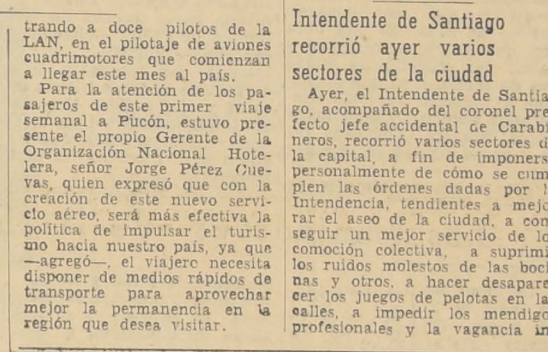 trando a doce pilotos de la
LAN, en el pilotaje de aviones
cuadrimotores que comienzan
a llegar este mes al país.
Para la atención de los pa-
sajeros de este primer viaje
semanal a Pucón, estuvo pre-
sente el propio Gerente de la
Organización Nacional Hote-
lera, señor Jorge Pérez Cue-
vas, quien expresó que con la
creación de este nuevo servi-
cio aéreo, será más efectiva la
política de impulsar el turis-
mo hacia nuestro país, ya que
—agregó—, el viajero necesita
disponer de medios rápidos de
transporte para aprovechar
mejor la permanencia en la
región que desea visitar.
Intendente de Santiago
recorrió ayer varios
sectores de la ciudad
Ayer, el Intendente de Santia
go, acompañado del coronel pre
fecto jefe accidental de Carabi
neros, recorrió varios sectores d
la capital, a fin de imponers
personalmente de cómo se cum
plen las órdenes dadas por l
Intendencia, tendientes a mejo
rar el aseo de la ciudad, a con
seguir un mejor servicio de lo
comoción colectiva, a suprimi
los ruidos molestos de las boci
nas y otros, a hacer desapare
cer los juegos de pelotas en la
calles, a impedir los mendigo
profesionales y la vagancia in